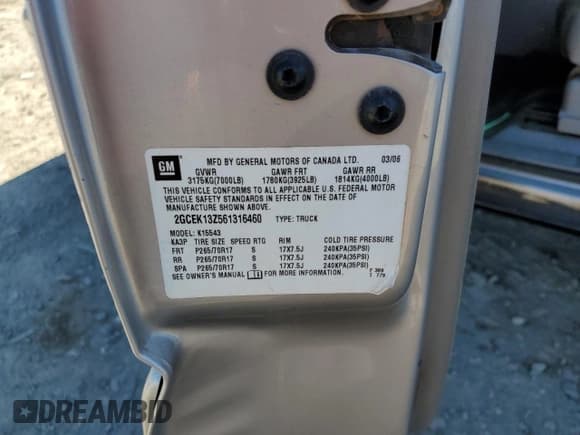 GM
MFD BY GENERAL MOTORS OF CANADA LTD. 03/06
GVWR GAWR FRT GAWR RR
3175KG(7000LB) 1780KG(3925LB) 1814KG(4000LB)
THIS VEHICLE CONFORMS TO ALL APPLICABLE U.S. FEDERAL MOTOR
VEHICLE SAFETY STANDARDS IN EFFECT ON THE DATE OF
MANUFACTURE SHOWN ABOVE.
2GCEK13Z561316460 TYPE: TRUCK
MODEL: K15543
KA3P TIRE SIZE SPEED RTG RIM COLD TIRE PRESSURE
FRT P265/70R17 S 17X7.5J 240KPA(35PSI)
RR P265/70R17 S 17X7.5J 240KPA(35PSI)
SPA P265/70R17 S 17X7.5J 240KPA(35PSI)
SEE OWNER'S MANUAL FOR MORE INFORMATION.
DREAMBID